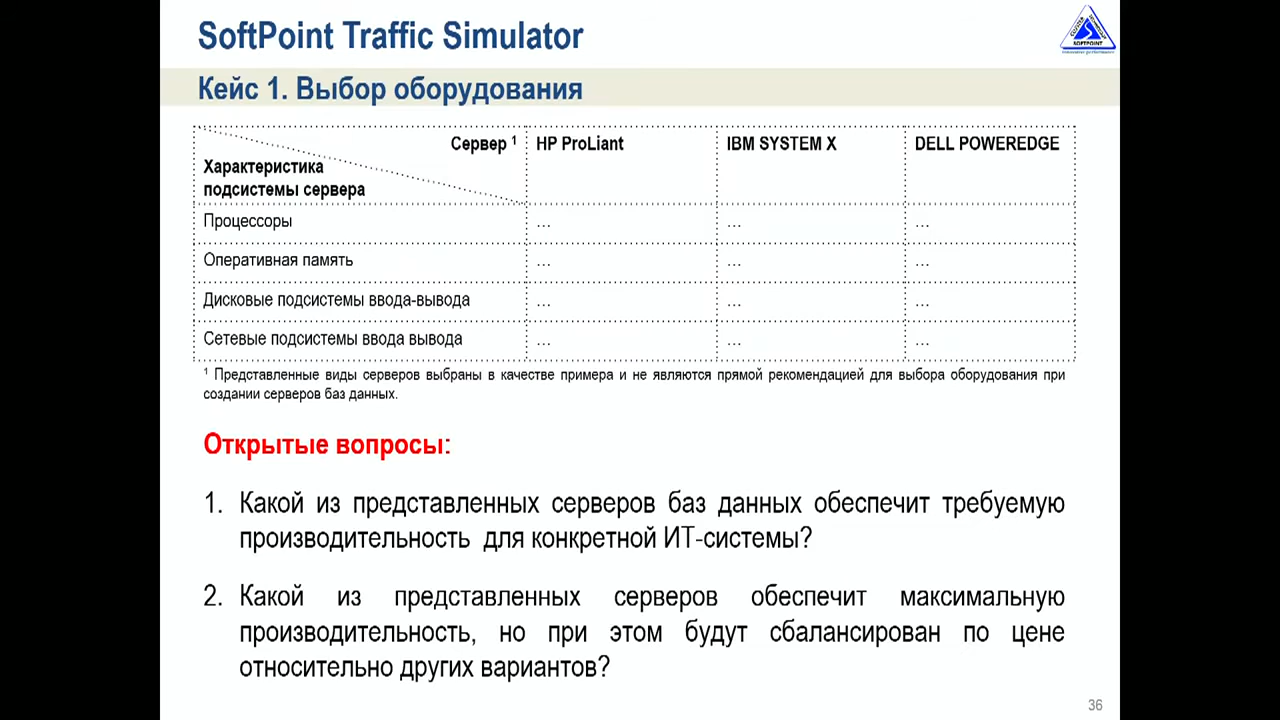 SoftPoint Traffic Simulator
SOFTPOINT
Кейс 1. Выбор оборудования
Сервер ¹ HP ProLiant IBM SYSTEM X DELL POWEREDGE
Характеристика
подсистемы сервера
Процессоры … … …
Оперативная память … … …
Дисковые подсистемы ввода-вывода … … …
Сетевые подсистемы ввода вывода … … …
¹ Представленные виды серверов выбраны в качестве примера и не являются прямой рекомендацией для выбора оборудования при
создании серверов баз данных.
Открытые вопросы:
1. Какой из представленных серверов баз данных обеспечит требуемую
производительность для конкретной ИТ-системы?
2. Какой из представленных серверов обеспечит максимальную
производительность, но при этом будут сбалансирован по цене
относительно других вариантов?
36